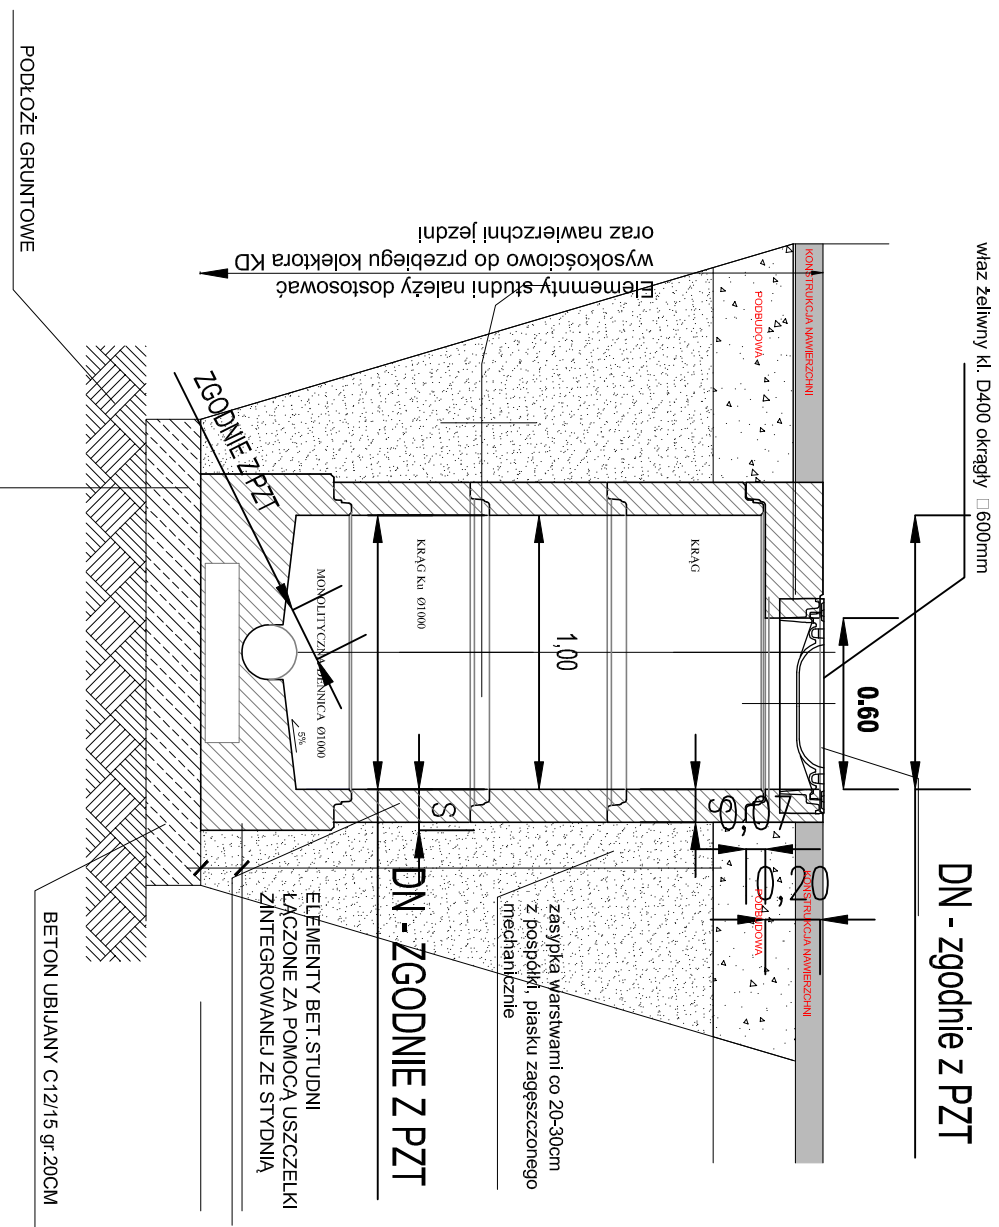 właz żeliwny kl. D400 okrągły □600mm
DN - zgodnie z PZT
KONSTRUKCJA NAWIERZCHNI
KONSTRUKCJA NAWIERZCHNI
PODBUDOWA
PODBUDOWA
0.60
0,20
0,07
S
KRĄG
1,00
KRĄG Ku Ø1000
S
MONOLITYCZNA DENNICA Ø1000
5%
ZGODNIE Z PZT
DN - ZGODNIE Z PZT
Elememnty studni należy dostosować
wysokościowo do przebiegu kolektora KD
oraz nawierzchni jezdni
zasypka warstwami co 20-30cm
z pospółki, piasku zagęszczonego
mechanicznie
ELEMENTY BET.STUDNI
ŁĄCZONE ZA POMOCĄ USZCZELKI
ZINTEGROWANEJ ZE STYDNIĄ
PODŁOŻE GRUNTOWE
BETON UBIJANY C12/15 gr.20CM